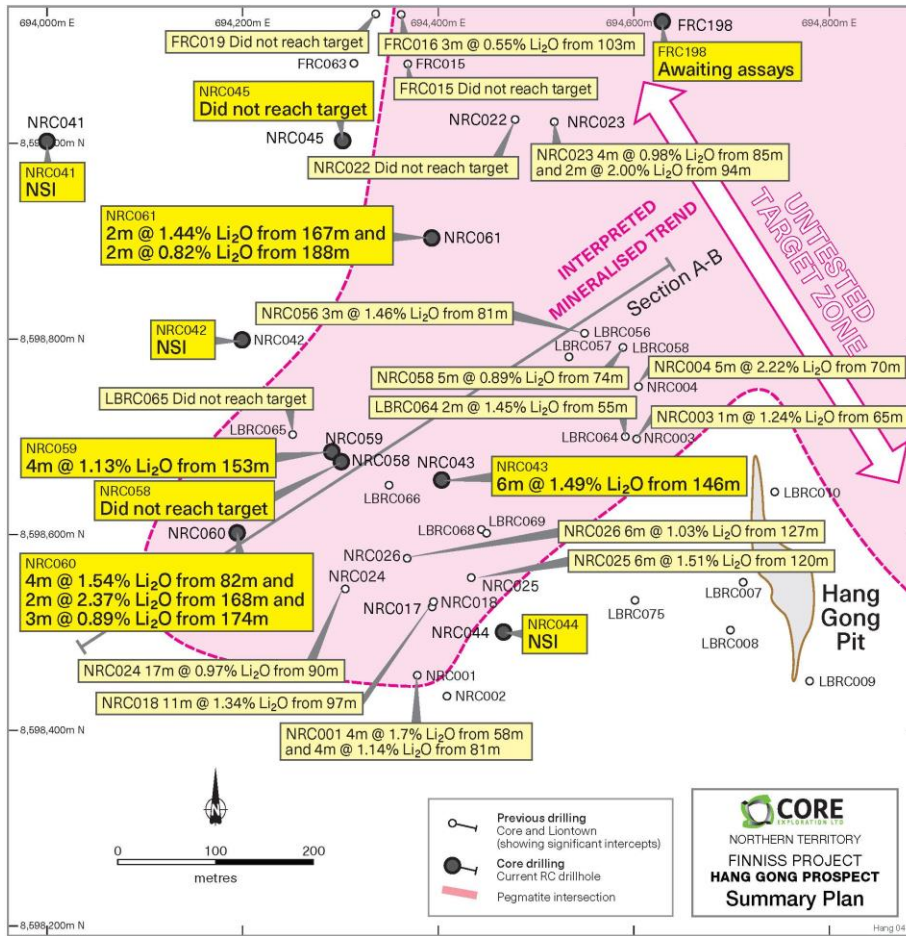 694,000m E
694,200m E
694,400m E
694,600m E
694,800m E
FRC019 Did not reach target
FRC016 3m @ 0.55% Li₂O from 103m
FRC198
FRC198
Awaiting assays
FRC063
FRC015
FRC015 Did not reach target
NRC045
Did not reach target
NRC041
NRC045
NRC022
NRC023
NRC041
NSI
NRC022 Did not reach target
NRC023 4m @ 0.98% Li₂O from 85m
and 2m @ 2.00% Li₂O from 94m
NRC061
2m @ 1.44% Li₂O from 167m and
2m @ 0.82% Li₂O from 188m
NRC061
INTERPRETED
MINERALISED TREND
UNTESTED
TARGET ZONE
Section A-B
NRC056 3m @ 1.46% Li₂O from 81m
8,598,800m N
NRC042
NSI
NRC042
LBRC056
LBRC057
LBRC058
NRC058 5m @ 0.89% Li₂O from 74m
NRC004 5m @ 2.22% Li₂O from 70m
NRC004
LBRC065 Did not reach target
LBRC064 2m @ 1.45% Li₂O from 55m
NRC003 1m @ 1.24% Li₂O from 65m
LBRC065
LBRC064
NRC003
NRC059
4m @ 1.13% Li₂O from 153m
NRC059
NRC058
NRC043
NRC043
6m @ 1.49% Li₂O from 146m
NRC058
Did not reach target
LBRC066
LBRC010
8,598,600m N
NRC060
LBRC068
LBRC069
NRC026 6m @ 1.03% Li₂O from 127m
NRC026
NRC025 6m @ 1.51% Li₂O from 120m
NRC060
4m @ 1.54% Li₂O from 82m and
2m @ 2.37% Li₂O from 168m and
3m @ 0.89% Li₂O from 174m
NRC024
NRC025
NRC017
NRC018
LBRC075
LBRC007
Hang
Gong
Pit
NRC044
NRC044
NSI
LBRC008
NRC024 17m @ 0.97% Li₂O from 90m
NRC001
LBRC009
NRC018 11m @ 1.34% Li₂O from 97m
NRC002
NRC001 4m @ 1.7% Li₂O from 58m
and 4m @ 1.14% Li₂O from 81m
8,598,400m N
N
0 100 200
metres
Previous drilling
Core and Liontown
(showing significant intercepts)
Core drilling
Current RC drillhole
Pegmatite intersection
CORE
EXPLORATION LTD
NORTHERN TERRITORY
FINNISS PROJECT
HANG GONG PROSPECT
Summary Plan
8,598,200m N
Hang 04